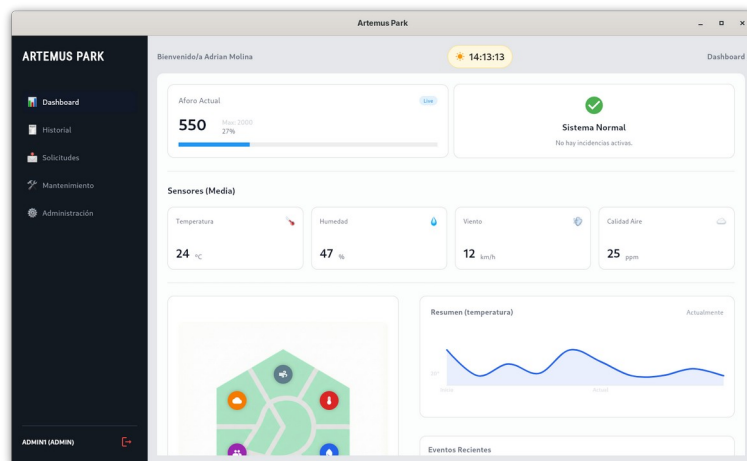 Artemus Park
ARTEMUS PARK
Bienvenido/a Adrian Molina
14:13:13
Dashboard
Dashboard
Historial
Solicitudes
Mantenimiento
Administración
ADMIN1 (ADMIN)
Aforo Actual
Live
550
Max. 2000
27%
Sistema Normal
No hay incidencias activas.
Sensores (Media)
Temperatura
24 °C
Humedad
47 %
Viento
12 km/h
Calidad Aire
25 ppm
Resumen (temperatura)
Actualmente
Inicio
Actual
Eventos Recientes